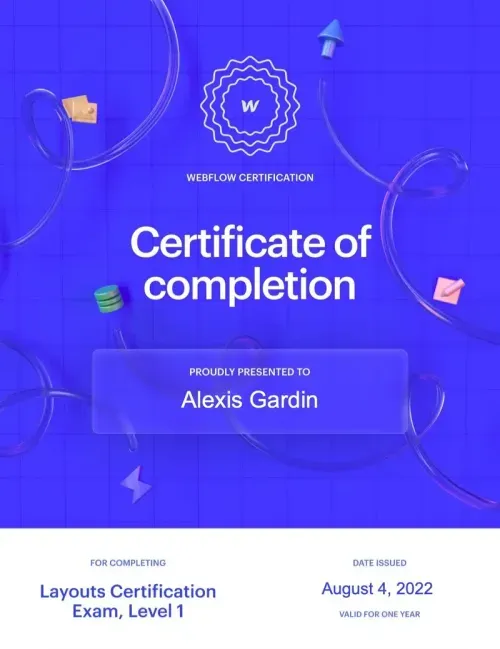 W
WEBFLOW CERTIFICATION
Certificate of
completion
PROUDLY PRESENTED TO
Alexis Gardin
FOR COMPLETING
Layouts Certification
Exam, Level 1
DATE ISSUED
August 4, 2022
VALID FOR ONE YEAR